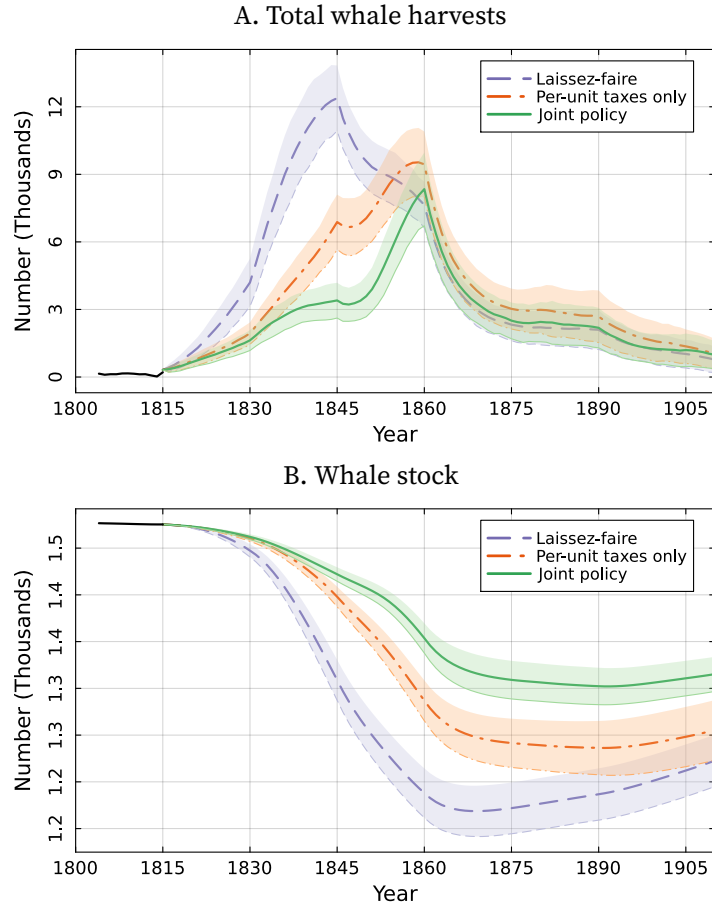 A. Total whale harvests
Laissez-faire
Per-unit taxes only
Joint policy
12
9
6
3
0
Number (Thousands)
1800 1815 1830 1845 1860 1875 1890 1905
Year
B. Whale stock
Laissez-faire
Per-unit taxes only
Joint policy
1.5
1.4
1.4
1.3
1.3
1.2
1.2
Number (Thousands)
1800 1815 1830 1845 1860 1875 1890 1905
Year